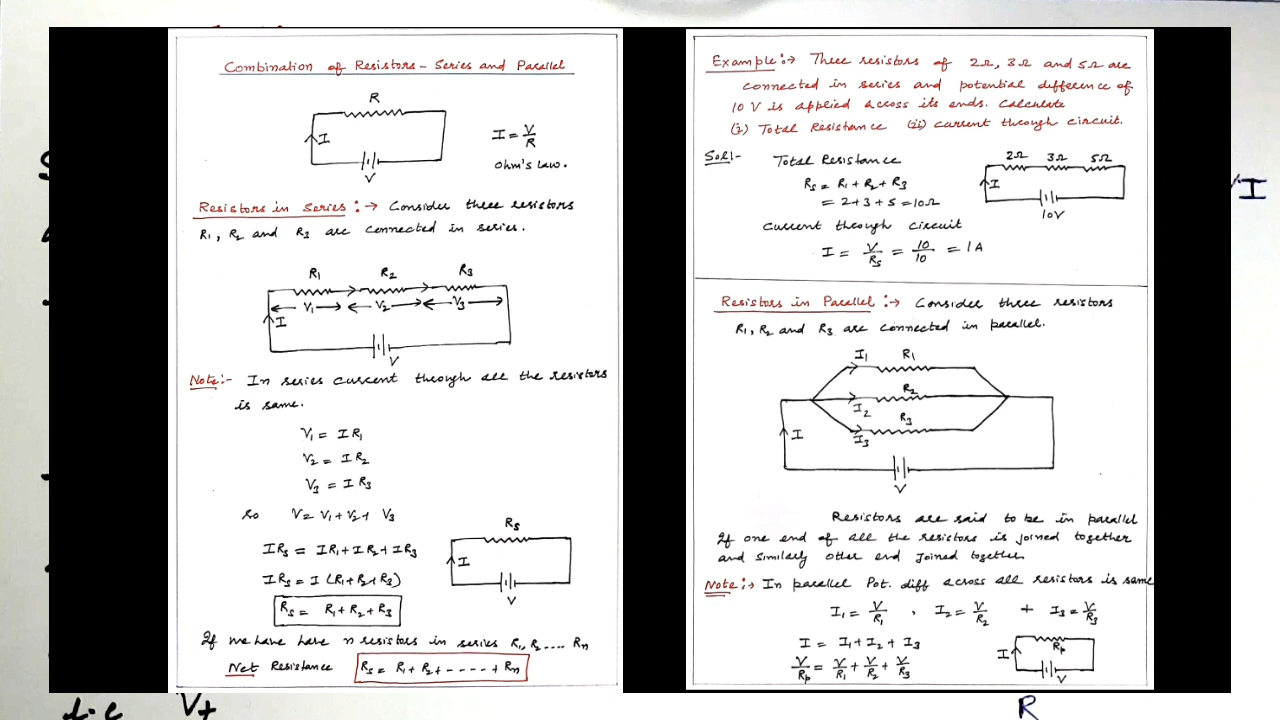 Combination of Resistors - Series and Parallel
R
I
V
I = V/R
Ohm's law.
Resistors in Series :→ Consider three resistors
R1, R2 and R3 are connected in series.
R1 R2 R3
V1 V2 V3
I
V
Note:- In series current through all the resistors
is same.
V1 = IR1
V2 = IR2
V3 = IR3
so V = V1 + V2 + V3
IRs = IR1 + IR2 + IR3
IRs = I (R1 + R2 + R3)
Rs = R1 + R2 + R3
Rs
I
V
If we have have n resistors in series R1, R2 .... Rn
Net Resistance Rs = R1 + R2 + - - - - + Rn
Example :→ Three resistors of 2Ω, 3Ω and 5Ω are
connected in series and potential difference of
10 V is applied across its ends. Calculate
(i) Total Resistance (ii) current through circuit.
Sol:- Total Resistance
Rs = R1 + R2 + R3
= 2 + 3 + 5 = 10Ω
2Ω 3Ω 5Ω
I
10V
Current through circuit
I = V/Rs = 10/10 = 1A
Resistors in Parallel :→ Consider three resistors
R1, R2 and R3 are connected in parallel.
I1 R1
I2 R2
I3 R3
I
V
Resistors are said to be in parallel
If one end of all the resistors is joined together
and similarly other end joined together.
Note :→ In parallel Pot. diff across all resistors is same
I1 = V/R1 , I2 = V/R2 + I3 = V/R3
I = I1 + I2 + I3
V/Rp = V/R1 + V/R2 + V/R3
Rp
I
V
VI
i.e V+
R